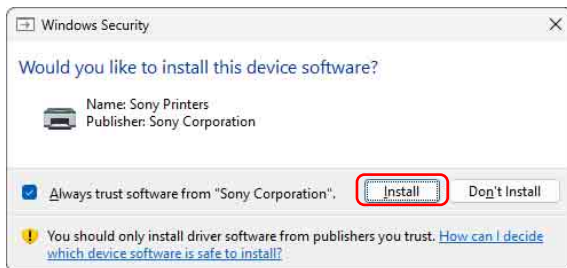 Windows Security
Would you like to install this device software?
Name: Sony Printers
Publisher: Sony Corporation
Always trust software from "Sony Corporation".
Install
Don't Install
You should only install driver software from publishers you trust. How can I decide
which device software is safe to install?